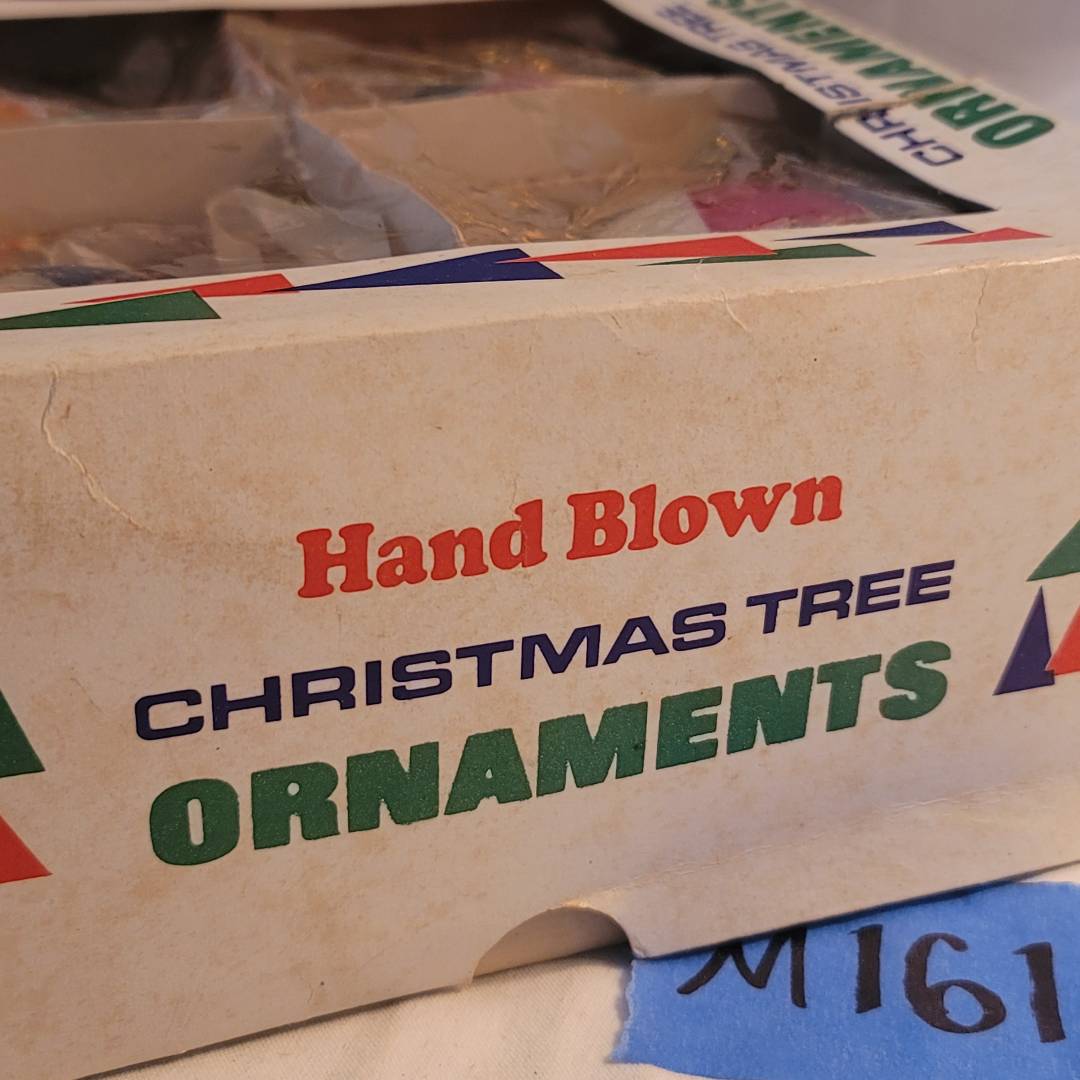 CHRISTMAS TREE
ORNAMENTS
Hand Blown
CHRISTMAS TREE
ORNAMENTS
M161